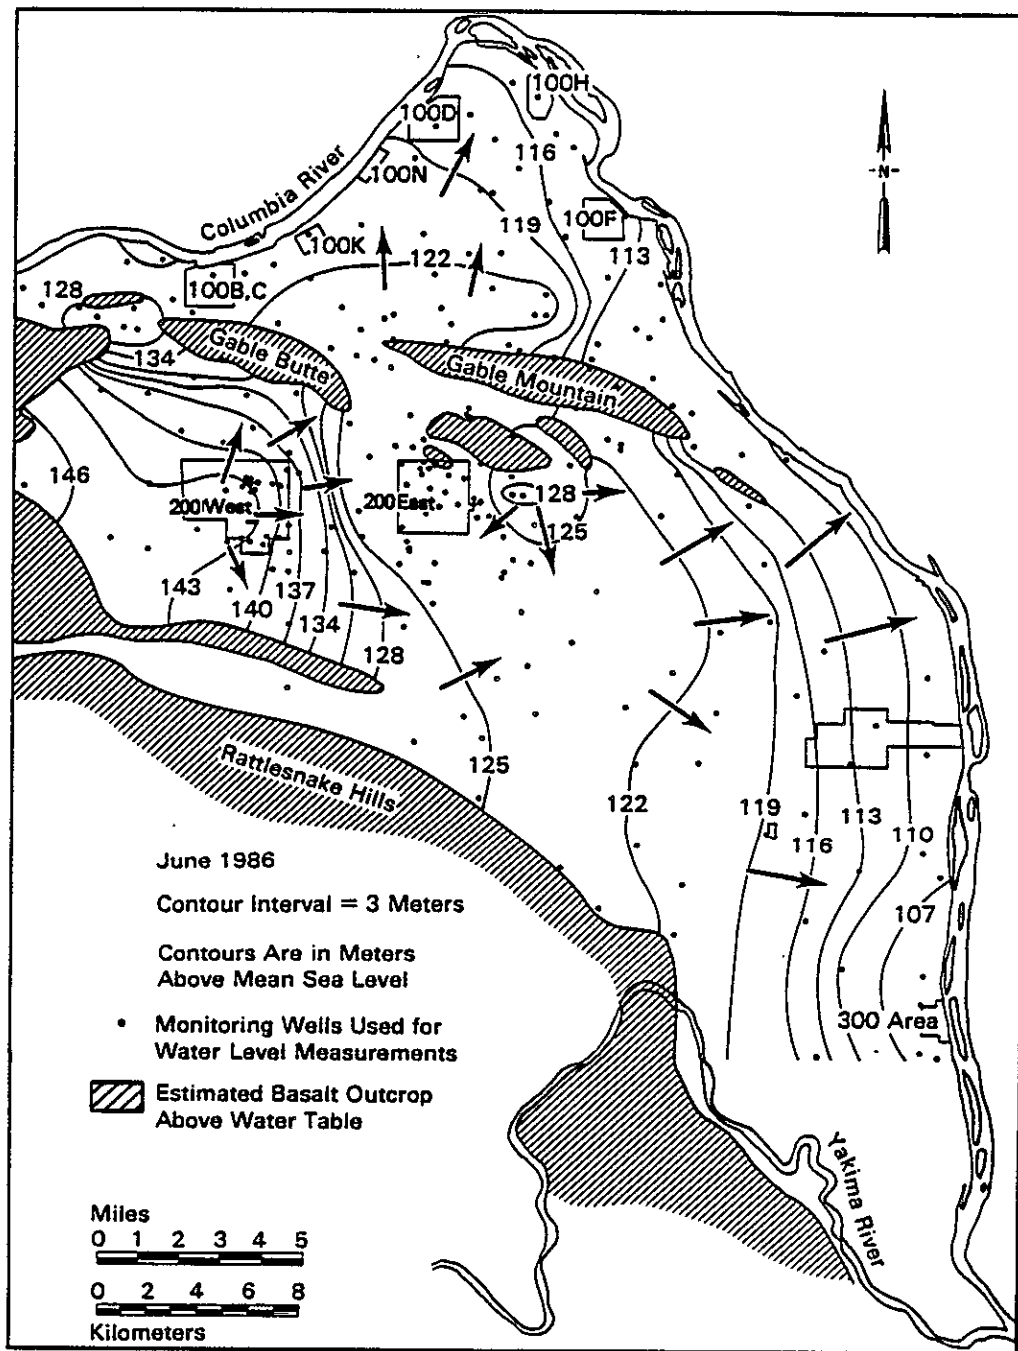 100H
100D
116
-N-
100N
Columbia River
119
100F
100K
122
113
128
100B,C
134
Gable Butte
Gable Mountain
146
200 West
200 East
128
125
143
137
140
134
128
125
Rattlesnake Hills
122
119
113
116
110
107
June 1986
Contour Interval = 3 Meters
Contours Are in Meters
Above Mean Sea Level
Monitoring Wells Used for
Water Level Measurements
300 Area
Estimated Basalt Outcrop
Above Water Table
Yakima River
Miles
0 1 2 3 4 5
0 2 4 6 8
Kilometers